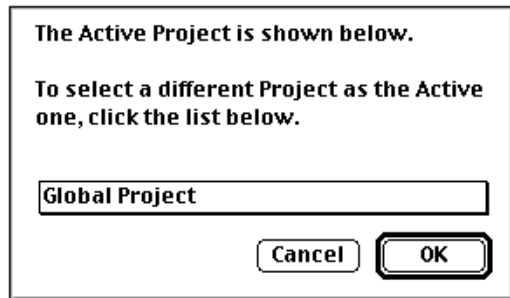 The Active Project is shown below.
To select a different Project as the Active
one, click the list below.
Global Project
Cancel OK